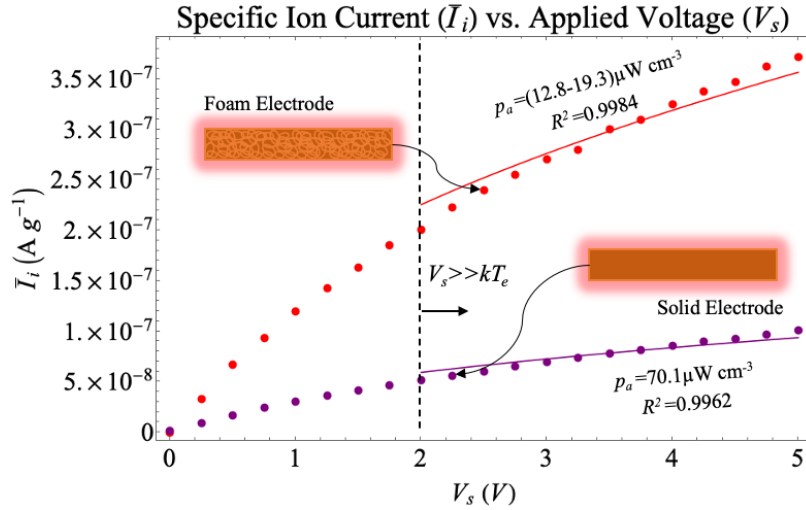 Specific Ion Current (Ī_i) vs. Applied Voltage (V_s)
3.5×10⁻⁷
3.×10⁻⁷
2.5×10⁻⁷
2.×10⁻⁷
1.5×10⁻⁷
1.×10⁻⁷
5.×10⁻⁸
0
Ī_i (A g⁻¹)
Foam Electrode
p_a=(12.8-19.3)μW cm⁻³
R²=0.9984
V_s>>kT_e
Solid Electrode
p_a=70.1μW cm⁻³
R²=0.9962
0 1 2 3 4 5
V_s (V)